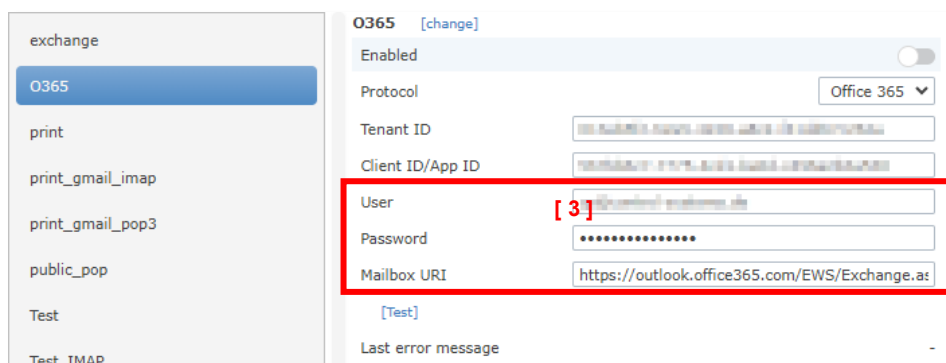 exchange
O365
print
print_gmail_imap
print_gmail_pop3
public_pop
Test
Test_IMAP
O365 [change]
Enabled
Protocol Office 365
Tenant ID
Client ID/App ID
User [ 3 ]
Password •••••••••••••••
Mailbox URI https://outlook.office365.com/EWS/Exchange.as
[Test]
Last error message -